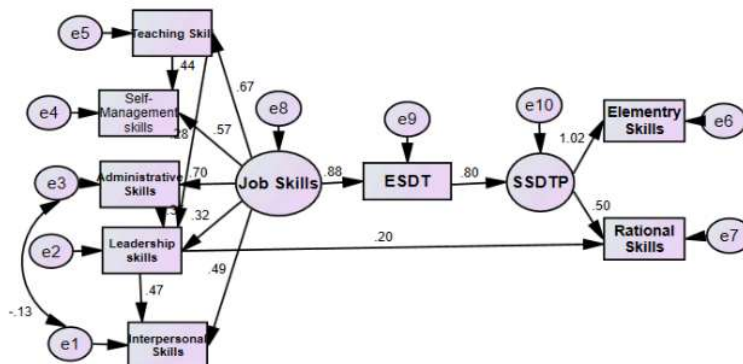 e5
Teaching Skill
.44
.67
e8
e4
Self-
Management
skills
.28
.57
e9
e10
Elementry
Skills
e6
1.02
e3
Administrative
Skills
.70
Job Skills
.88
ESDT
.80
SSDTP
.32
.50
e2
Leadership
skills
.20
Rational
Skills
e7
.47
.49
-.13
e1
Interpersonal
Skills